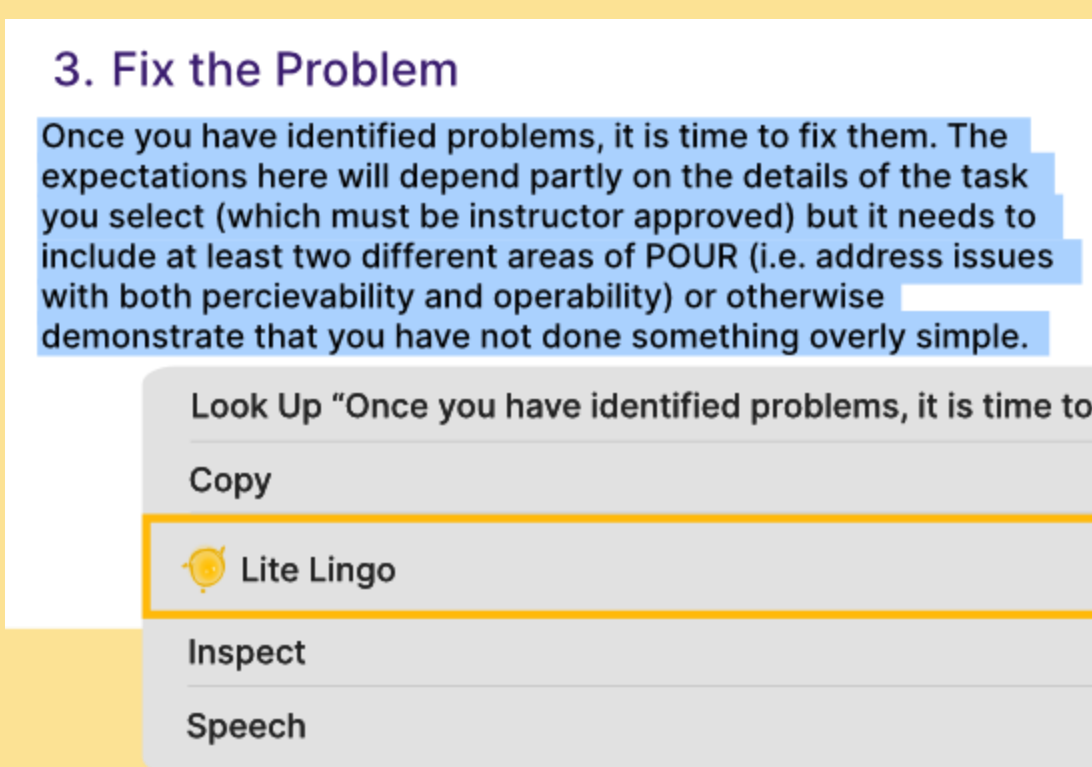 3. Fix the Problem
Once you have identified problems, it is time to fix them. The
expectations here will depend partly on the details of the task
you select (which must be instructor approved) but it needs to
include at least two different areas of POUR (i.e. address issues
with both percievability and operability) or otherwise
demonstrate that you have not done something overly simple.
Look Up “Once you have identified problems, it is time to
Copy
Lite Lingo
Inspect
Speech